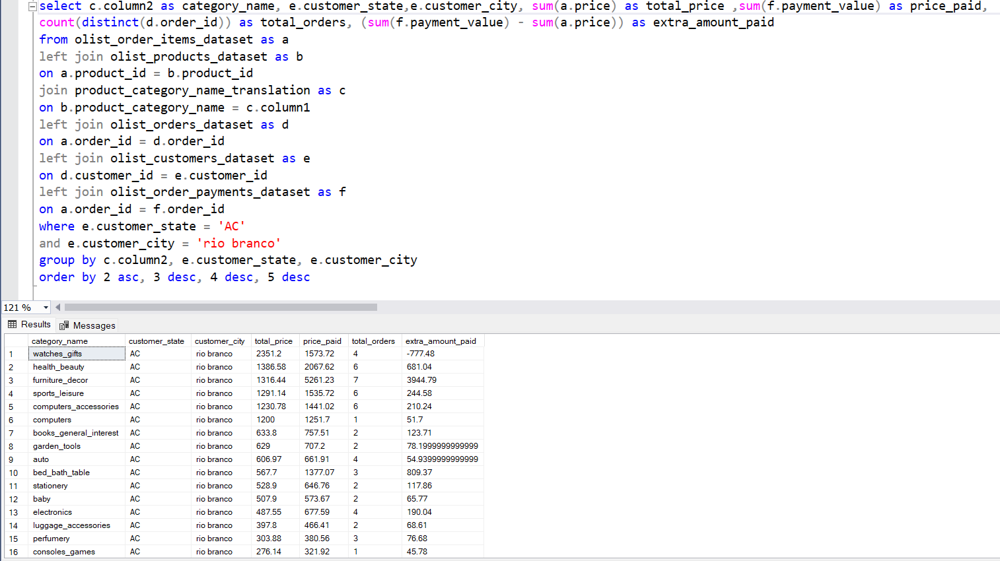 select c.column2 as category_name, e.customer_state,e.customer_city, sum(a.price) as total_price ,sum(f.payment_value) as price_paid,
count(distinct(d.order_id)) as total_orders, (sum(f.payment_value) - sum(a.price)) as extra_amount_paid
from olist_order_items_dataset as a
left join olist_products_dataset as b
on a.product_id = b.product_id
join product_category_name_translation as c
on b.product_category_name = c.column1
left join olist_orders_dataset as d
on a.order_id = d.order_id
left join olist_customers_dataset as e
on d.customer_id = e.customer_id
left join olist_order_payments_dataset as f
on a.order_id = f.order_id
where e.customer_state = 'AC'
and e.customer_city = 'rio branco'
group by c.column2, e.customer_state, e.customer_city
order by 2 asc, 3 desc, 4 desc, 5 desc
121 %
Results Messages
category_name customer_state customer_city total_price price_paid total_orders extra_amount_paid
1 watches_gifts AC rio branco 2351.2 1573.72 4 -777.48
2 health_beauty AC rio branco 1386.58 2067.62 6 681.04
3 furniture_decor AC rio branco 1316.44 5261.23 7 3944.79
4 sports_leisure AC rio branco 1291.14 1535.72 6 244.58
5 computers_accessories AC rio branco 1230.78 1441.02 6 210.24
6 computers AC rio branco 1200 1251.7 1 51.7
7 books_general_interest AC rio branco 633.8 757.51 2 123.71
8 garden_tools AC rio branco 629 707.2 2 78.1999999999999
9 auto AC rio branco 606.97 661.91 4 54.9399999999999
10 bed_bath_table AC rio branco 567.7 1377.07 3 809.37
11 stationery AC rio branco 528.9 646.76 2 117.86
12 baby AC rio branco 507.9 573.67 2 65.77
13 electronics AC rio branco 487.55 677.59 4 190.04
14 luggage_accessories AC rio branco 397.8 466.41 2 68.61
15 perfumery AC rio branco 303.88 380.56 3 76.68
16 consoles_games AC rio branco 276.14 321.92 1 45.78